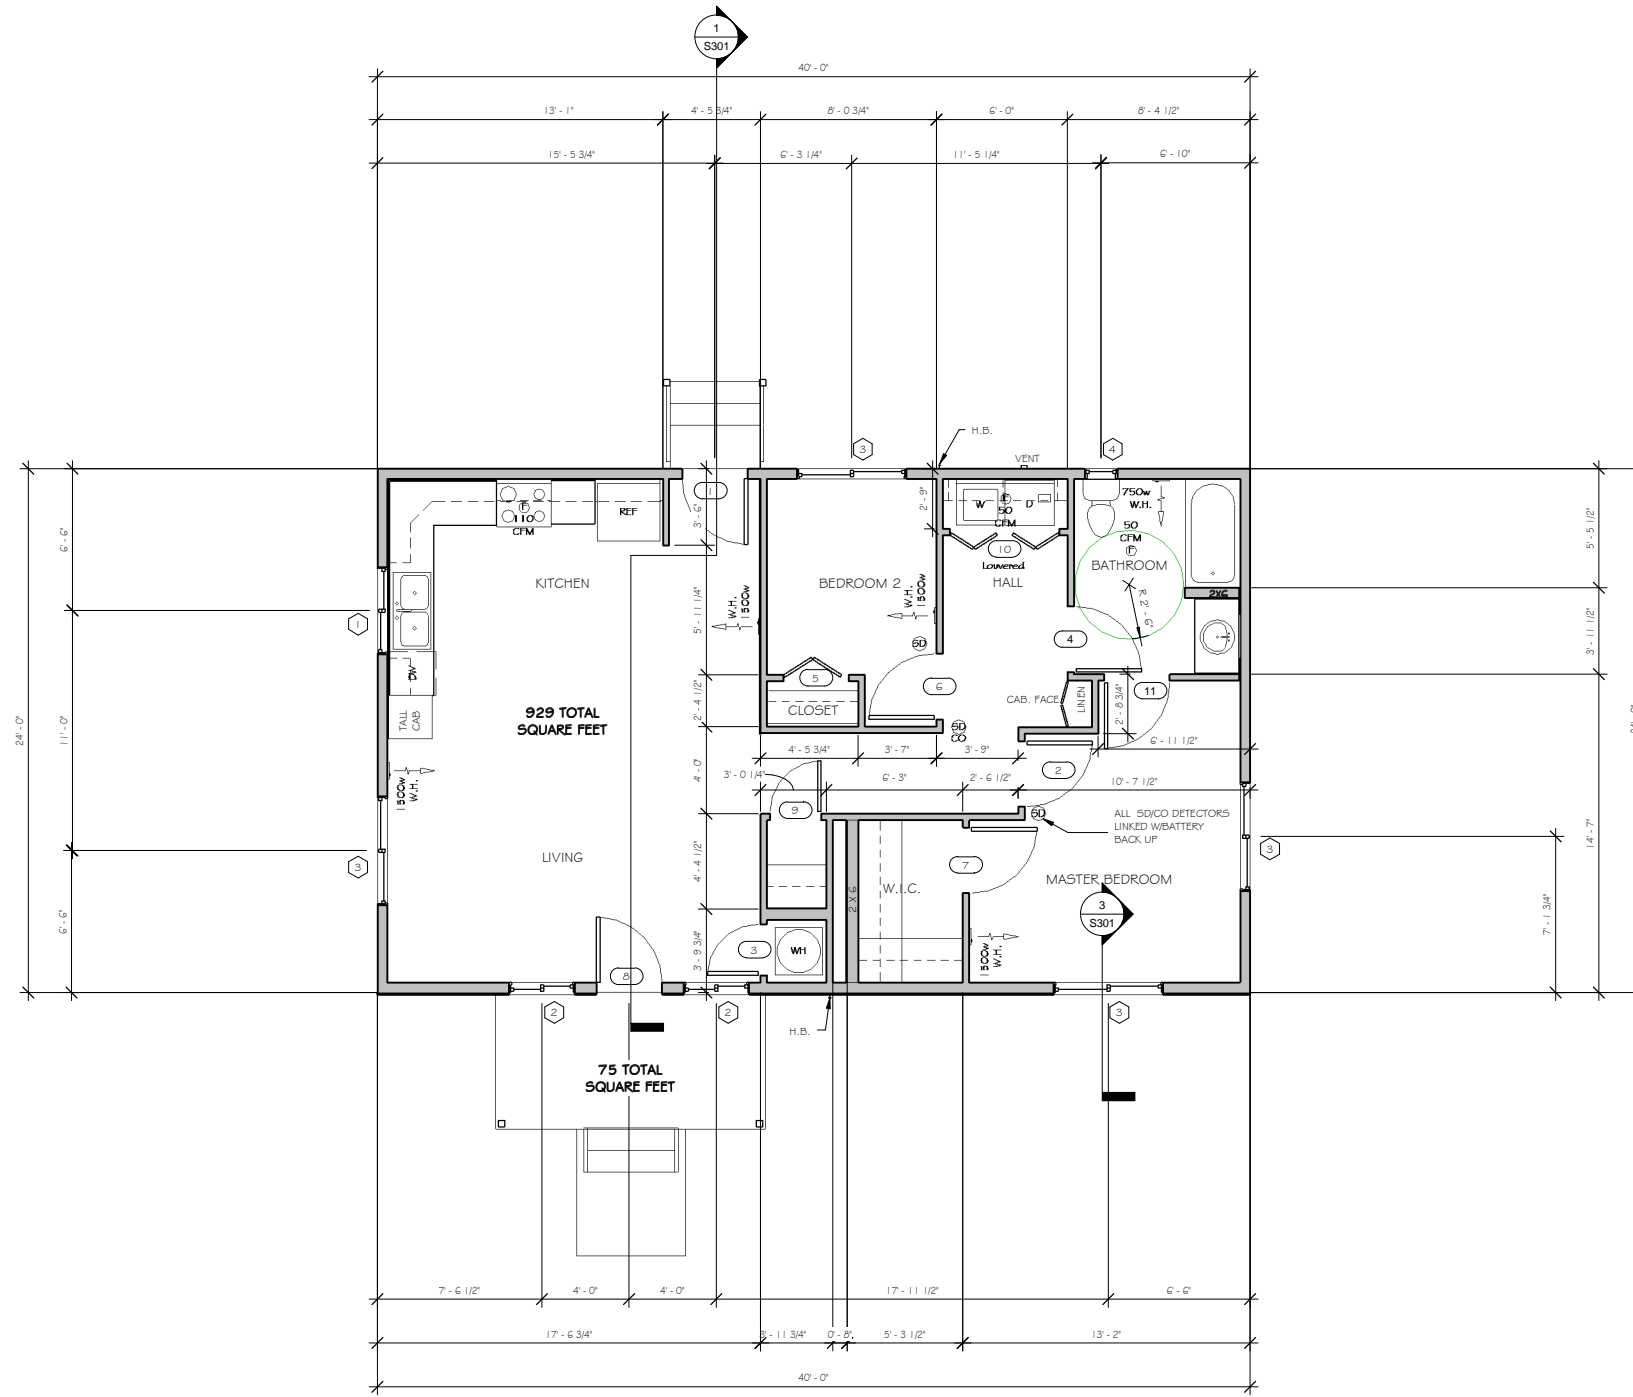 1
S301
40' - 0"
13' - 1"
4' - 5 3/4"
8' - 0 3/4"
6' - 0"
8' - 4 1/2"
15' - 5 3/4"
6' - 3 1/4"
11' - 5 1/4"
6' - 10"
H.B.
3
VENT
4
1
REF
F
110
CFM
3' - 6"
2' - 9"
W
F
D
50
CFM
750w
W.H.
50
CFM
F
10
Louvered
KITCHEN
BEDROOM 2
HALL
BATHROOM
2X6
R 2' - 6"
W.H.
1500w
W.H.
1500w
5' - 11 1/4"
SD
4
6' - 6"
1
DW
5
6
CAB. FACE
LINEN
11
2' - 8 3/4"
2' - 4 1/2"
CLOSET
TALL
CAB
929 TOTAL
SQUARE FEET
SD
CO
6' - 11 1/2"
5' - 5 1/2"
3' - 11 1/2"
24' - 0"
11' - 0"
4' - 5 3/4"
3' - 7"
3' - 9"
2
4' - 0"
3' - 0 1/4"
6' - 3"
2' - 6 1/2"
10' - 7 1/2"
1500w
W.H.
9
SD
ALL SD/CO DETECTORS
LINKED W/BATTERY
BACK UP
14' - 7"
3
LIVING
4' - 4 1/2"
2 X 6
W.I.C.
7
MASTER BEDROOM
3
3
S301
6' - 6"
3' - 9 3/4"
3
WH
1500w
W.H.
7' - 1 3/4"
8
2
2
H.B.
3
75 TOTAL
SQUARE FEET
7' - 6 1/2"
4' - 0"
4' - 0"
17' - 11 1/2"
6' - 6"
17' - 6 3/4"
3' - 11 3/4"
0' - 8"
5' - 3 1/2"
13' - 2"
40' - 0"